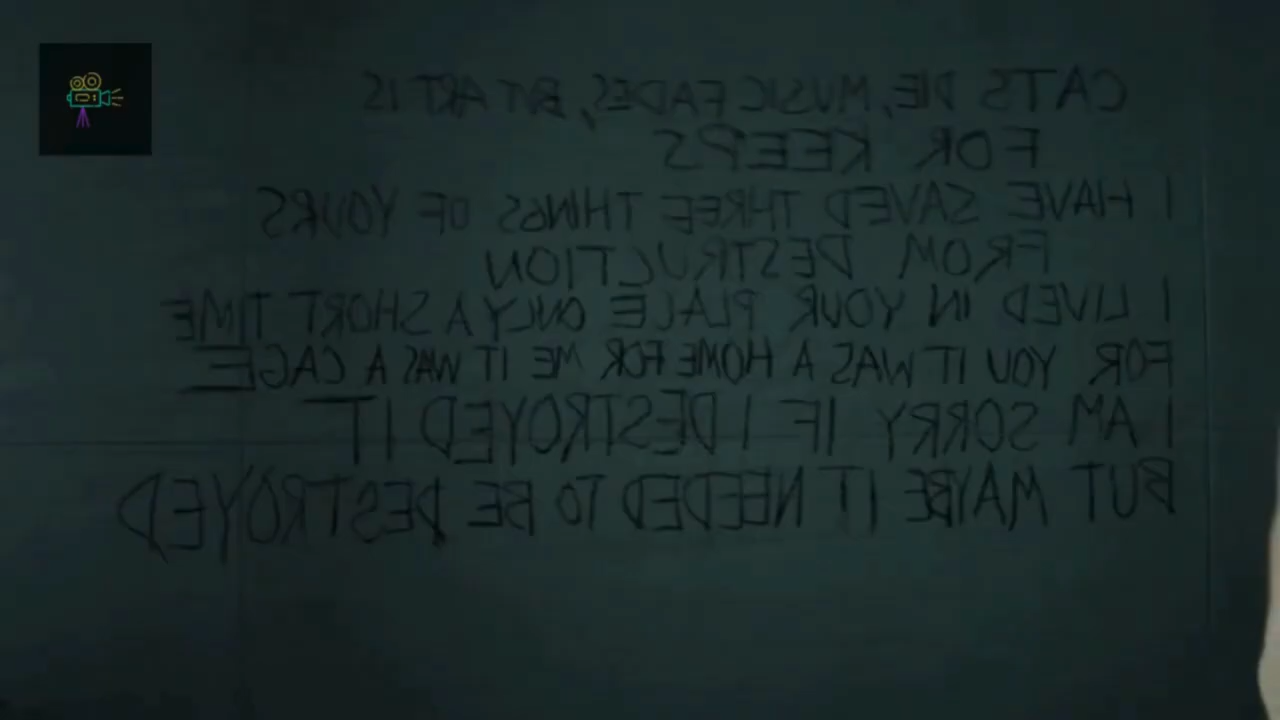 CATS DIE, MUSIC FADES, BUT ART IS
FOR KEEPS
I HAVE SAVED THREE THINGS OF YOURS
FROM DESTRUCTION
I LIVED IN YOUR PLACE ONLY A SHORT TIME
FOR YOU IT WAS A HOME FOR ME IT WAS A CAGE
I AM SORRY IF I DESTROYED IT
BUT MAYBE IT NEEDED TO BE DESTROYED